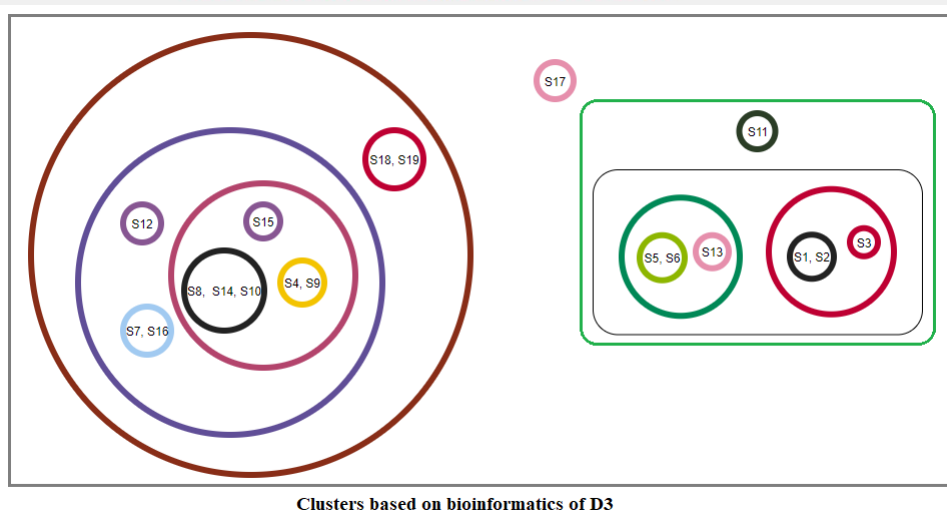 S17
S11
S18, S19
S12
S15
S5, S6
S13
S1, S2
S3
S8, S14, S10
S4, S9
S7, S16
Clusters based on bioinformatics of D3